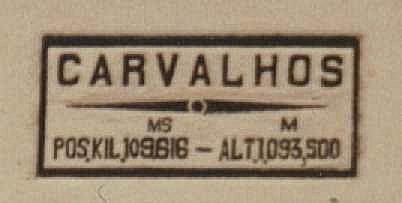 CARVALHOS
MS M
POS,KIL,109,616 — ALT,1,093,500